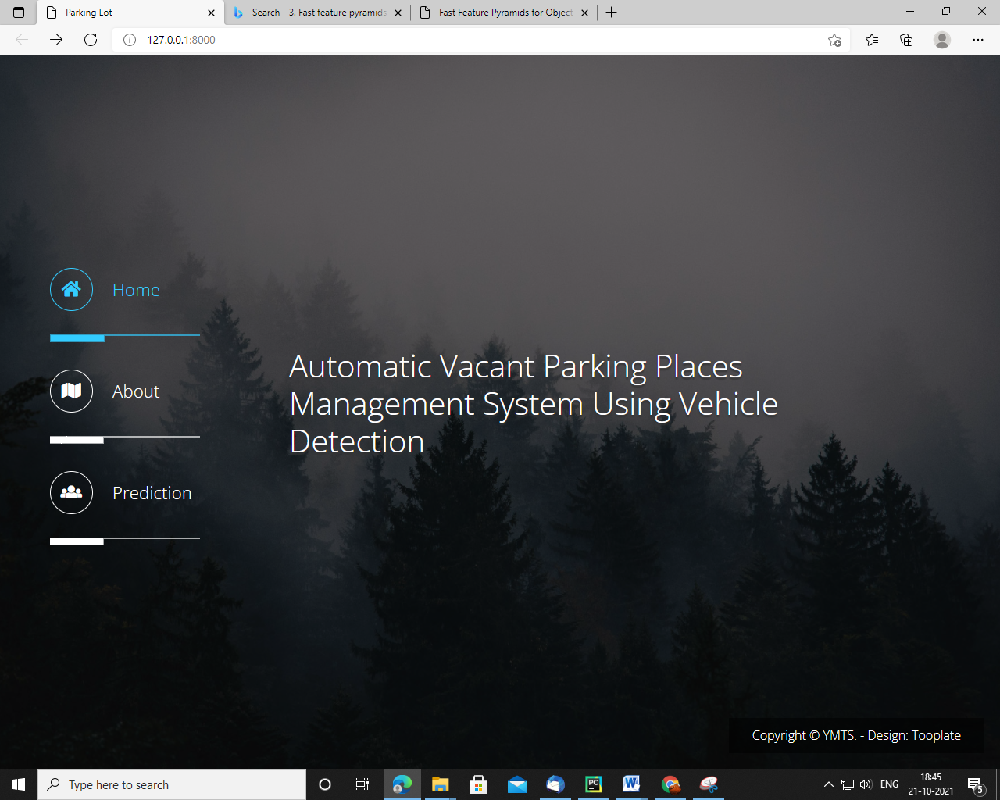 Parking Lot
Search - 3. Fast feature pyramids
Fast Feature Pyramids for Object
127.0.0.1:8000
Home
About
Prediction
Automatic Vacant Parking Places
Management System Using Vehicle
Detection
Copyright © YMTS. - Design: Tooplate
Type here to search
PC
W
ENG
18:45
21-10-2021
5